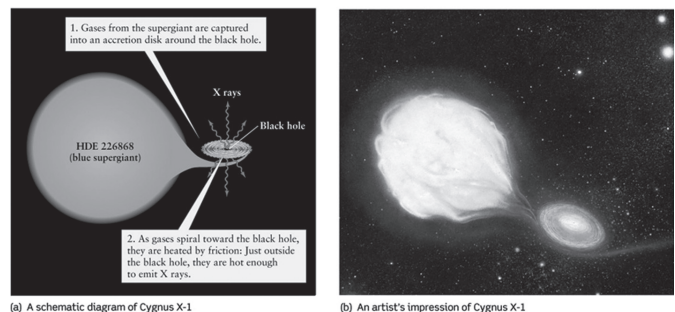 1. Gases from the supergiant are captured
into an accretion disk around the black hole.
X rays
Black hole
HDE 226868
(blue supergiant)
2. As gases spiral toward the black hole,
they are heated by friction: Just outside
the black hole, they are hot enough
to emit X rays.
(a) A schematic diagram of Cygnus X-1
(b) An artist's impression of Cygnus X-1